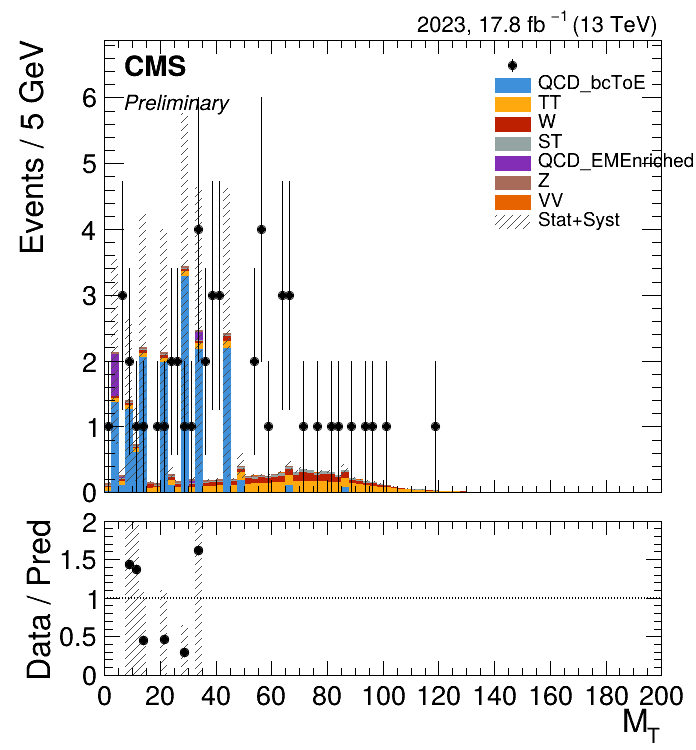 2023, 17.8 fb⁻¹ (13 TeV)
CMS
Preliminary
QCD_bcToE
TT
W
ST
QCD_EMEnriched
Z
VV
Stat+Syst
Events / 5 GeV
6
5
4
3
2
1
0
Data / Pred
2
1.5
1
0.5
0
0 20 40 60 80 100 120 140 160 180 200
M_T